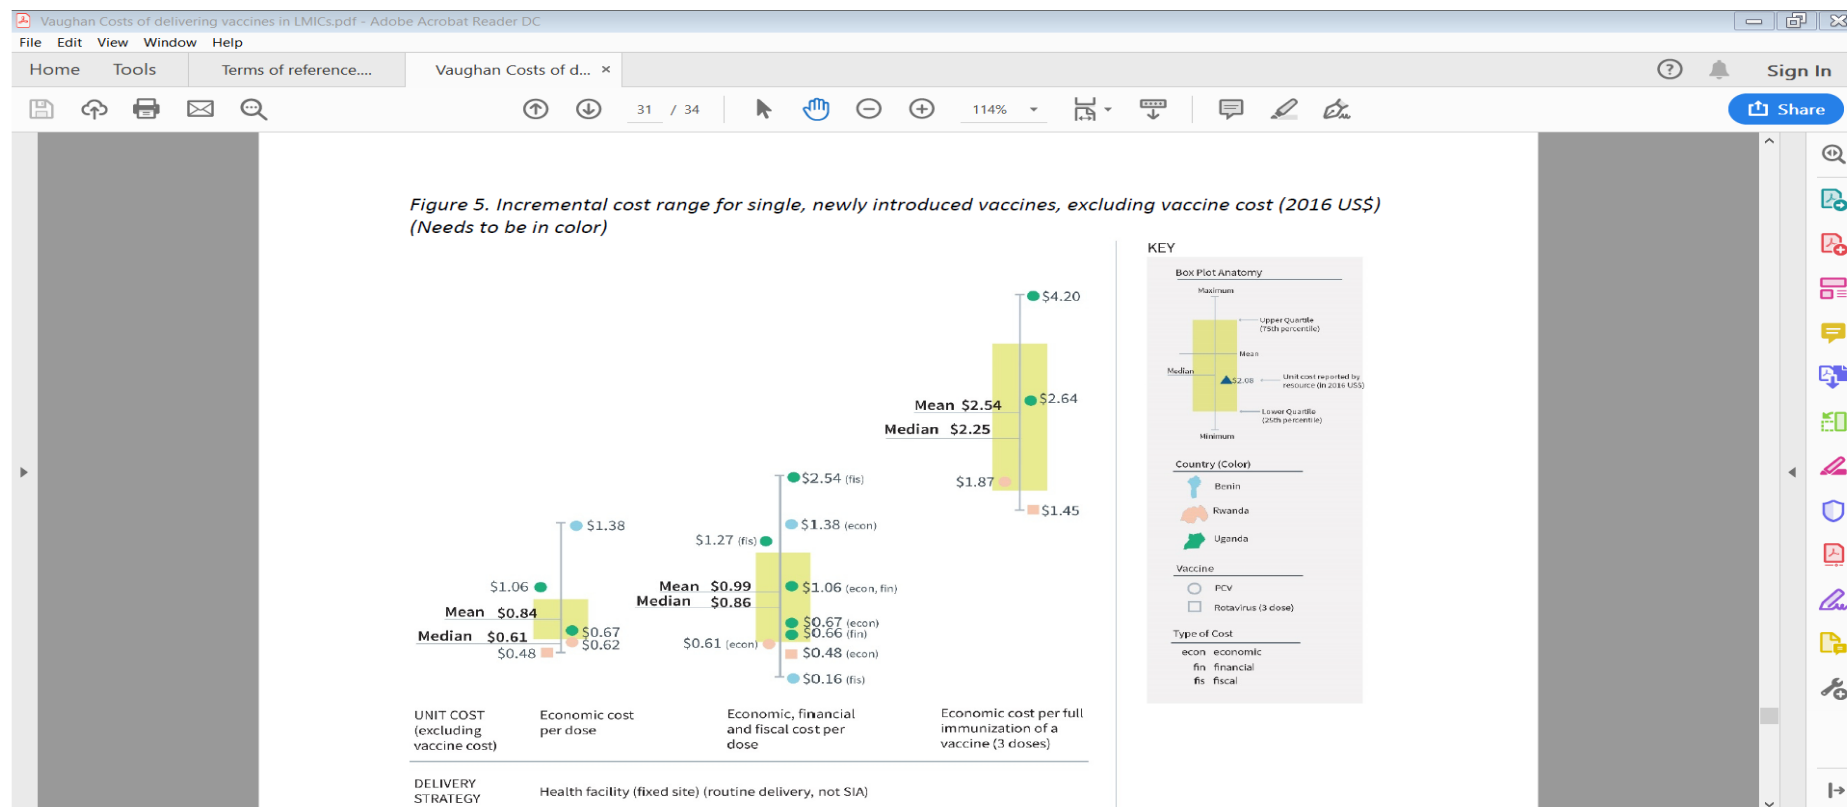 Vaughan Costs of delivering vaccines in LMICs.pdf - Adobe Acrobat Reader DC
File Edit View Window Help
Home Tools Terms of reference.... Vaughan Costs of d... × Sign In
31 / 34 114% Share
Figure 5. Incremental cost range for single, newly introduced vaccines, excluding vaccine cost (2016 US$)
(Needs to be in color)
$1.38
$1.06
Mean $0.84
Median $0.61
$0.67
$0.62
$0.48
$2.54 (fis)
$1.38 (econ)
$1.27 (fis)
Mean $0.99
Median $0.86
$1.06 (econ, fin)
$0.67 (econ)
$0.66 (fin)
$0.61 (econ)
$0.48 (econ)
$0.16 (fis)
$4.20
$2.64
Mean $2.54
Median $2.25
$1.87
$1.45
UNIT COST
(excluding
vaccine cost)
Economic cost
per dose
Economic, financial
and fiscal cost per
dose
Economic cost per full
immunization of a
vaccine (3 doses)
DELIVERY
STRATEGY
Health facility (fixed site) (routine delivery, not SIA)
KEY
Box Plot Anatomy
Maximum
Upper Quartile
(75th percentile)
Mean
Median
$2.08
Unit cost reported by
resource (in 2016 US$)
Lower Quartile
(25th percentile)
Minimum
Country (Color)
Benin
Rwanda
Uganda
Vaccine
PCV
Rotavirus (3 dose)
Type of Cost
econ economic
fin financial
fis fiscal